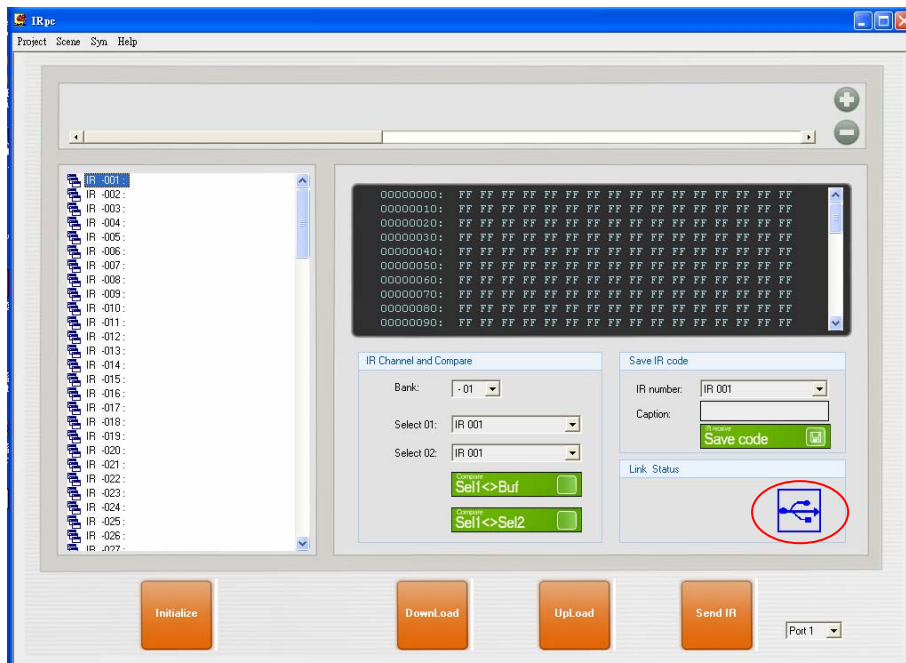 IRpc
Project Scene Syn Help
IR -001 :
IR -002 :
IR -003 :
IR -004 :
IR -005 :
IR -006 :
IR -007 :
IR -008 :
IR -009 :
IR -010 :
IR -011 :
IR -012 :
IR -013 :
IR -014 :
IR -015 :
IR -016 :
IR -017 :
IR -018 :
IR -019 :
IR -020 :
IR -021 :
IR -022 :
IR -023 :
IR -024 :
IR -025 :
IR -026 :
IR -027 :
00000000: FF FF FF FF FF FF FF FF FF FF FF FF FF FF FF FF
00000010: FF FF FF FF FF FF FF FF FF FF FF FF FF FF FF FF
00000020: FF FF FF FF FF FF FF FF FF FF FF FF FF FF FF FF
00000030: FF FF FF FF FF FF FF FF FF FF FF FF FF FF FF FF
00000040: FF FF FF FF FF FF FF FF FF FF FF FF FF FF FF FF
00000050: FF FF FF FF FF FF FF FF FF FF FF FF FF FF FF FF
00000060: FF FF FF FF FF FF FF FF FF FF FF FF FF FF FF FF
00000070: FF FF FF FF FF FF FF FF FF FF FF FF FF FF FF FF
00000080: FF FF FF FF FF FF FF FF FF FF FF FF FF FF FF FF
00000090: FF FF FF FF FF FF FF FF FF FF FF FF FF FF FF FF
IR Channel and Compare
Bank: - 01
Select 01: IR 001
Select 02: IR 001
Compare
Sel1<>Buf
Compare
Sel1<>Sel2
Save IR code
IR number: IR 001
Caption:
IR receive
Save code
Link Status
Initialize
DownLoad
UpLoad
Send IR
Port 1